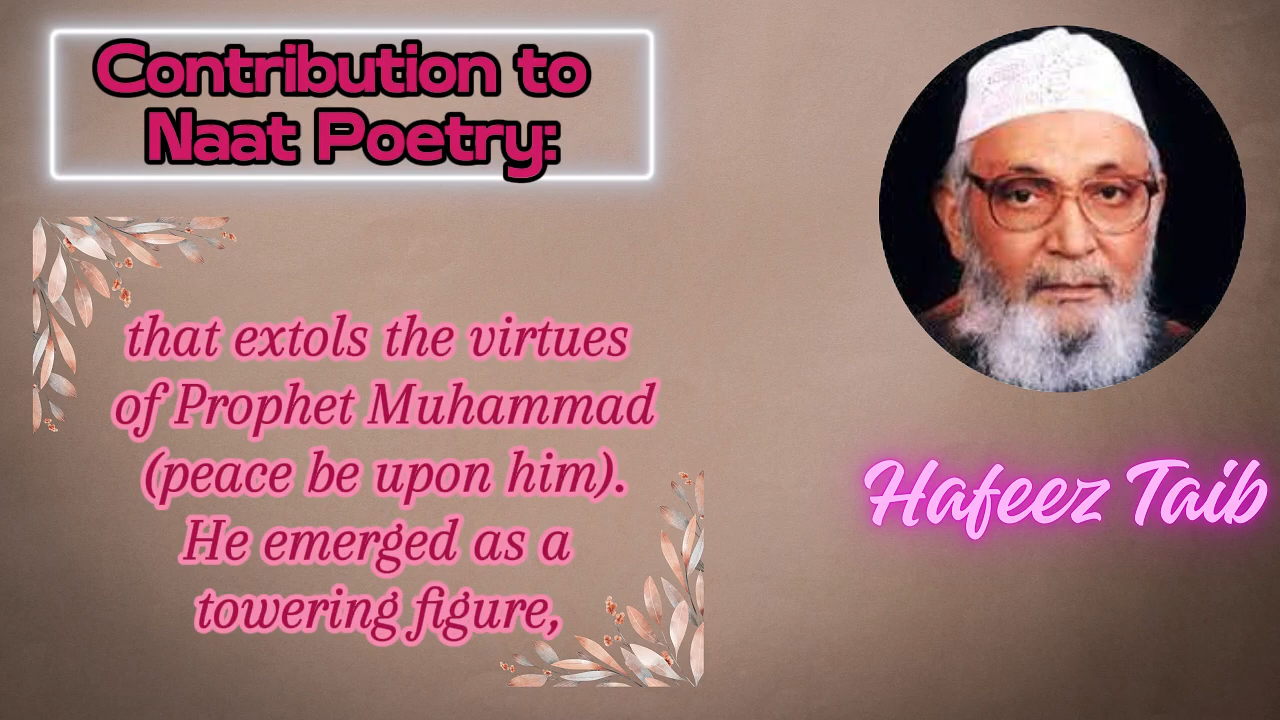 Contribution to
Naat Poetry:
that extols the virtues
of Prophet Muhammad
(peace be upon him).
He emerged as a
towering figure,
Hafeez Taib